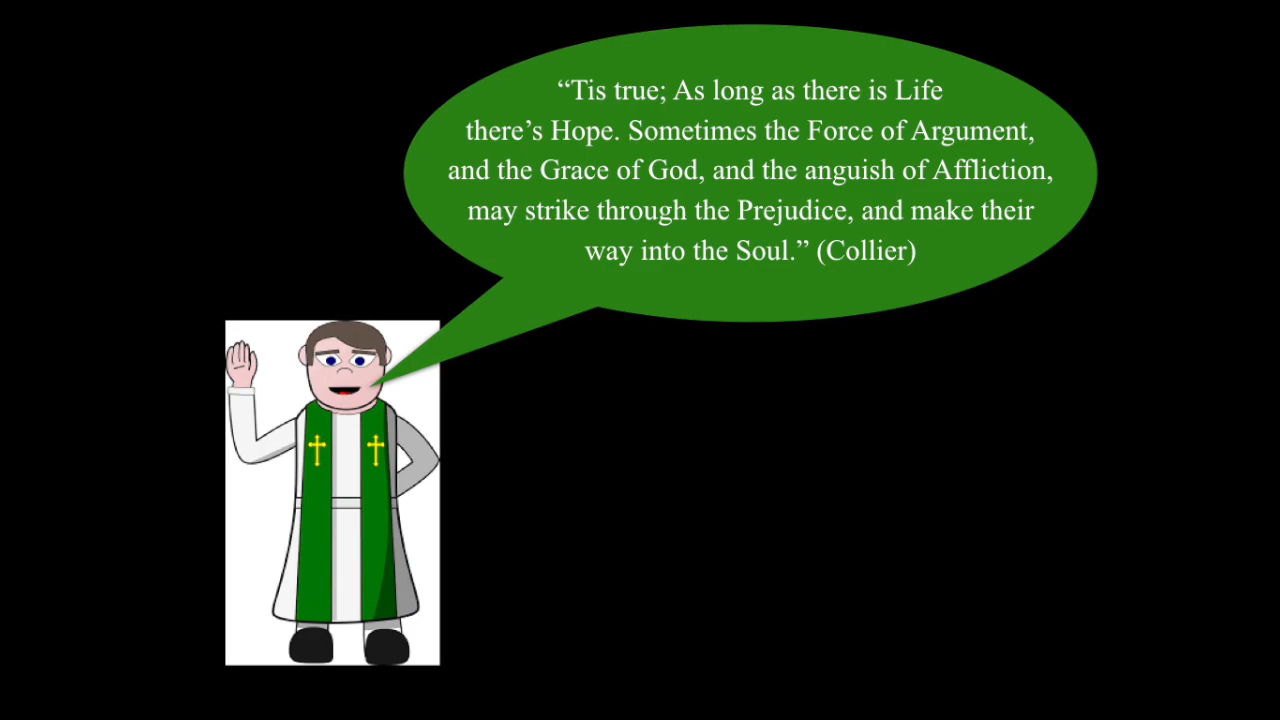 “Tis true; As long as there is Life
there’s Hope. Sometimes the Force of Argument,
and the Grace of God, and the anguish of Affliction,
may strike through the Prejudice, and make their
way into the Soul.” (Collier)